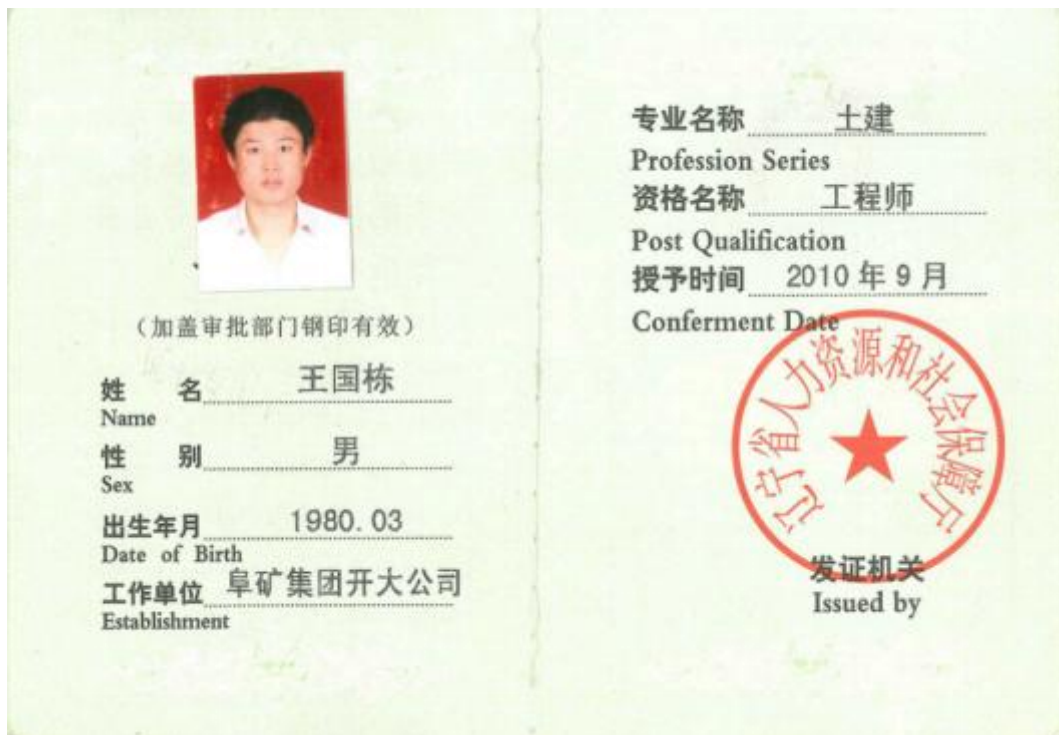 (加盖审批部门钢印有效)
姓 名 王国栋
Name
性 别 男
Sex
出生年月 1980.03
Date of Birth
工作单位 阜矿集团开大公司
Establishment
专业名称 土建
Profession Series
资格名称 工程师
Post Qualification
授予时间 2010 年 9 月
Conferment Date
辽宁省人力资源和社会保障厅
发证机关
Issued by